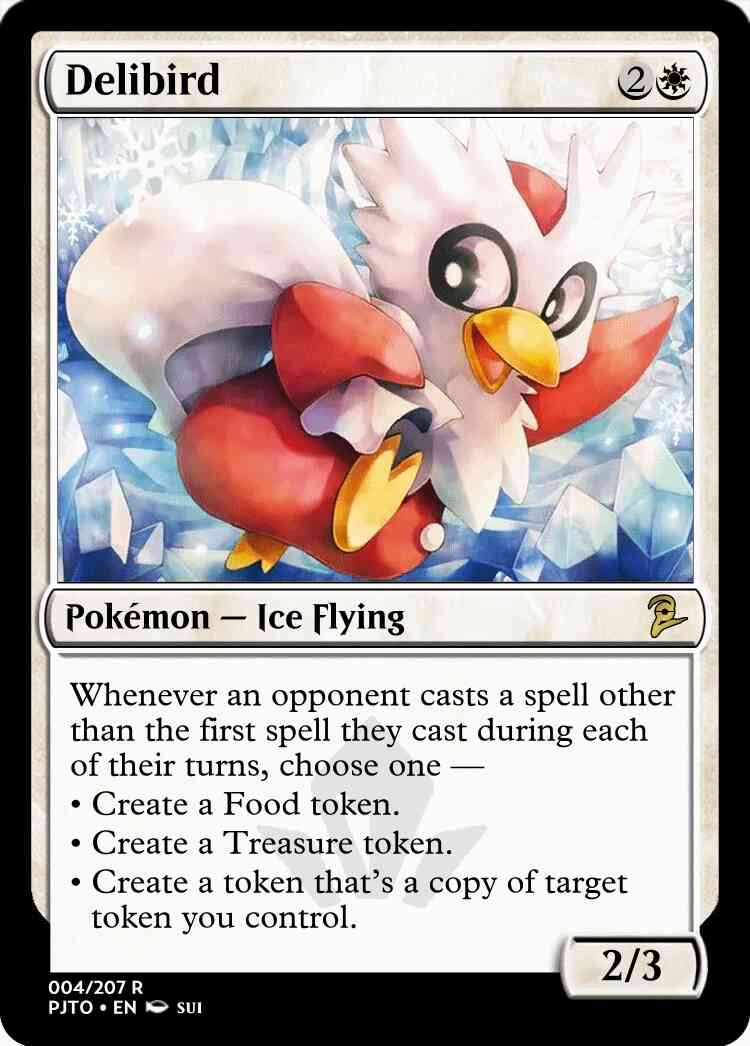 Delibird 2
Pokémon — Ice Flying
Whenever an opponent casts a spell other
than the first spell they cast during each
of their turns, choose one —
• Create a Food token.
• Create a Treasure token.
• Create a token that's a copy of target
token you control.
2/3
004/207 R
PJTO • EN SUI